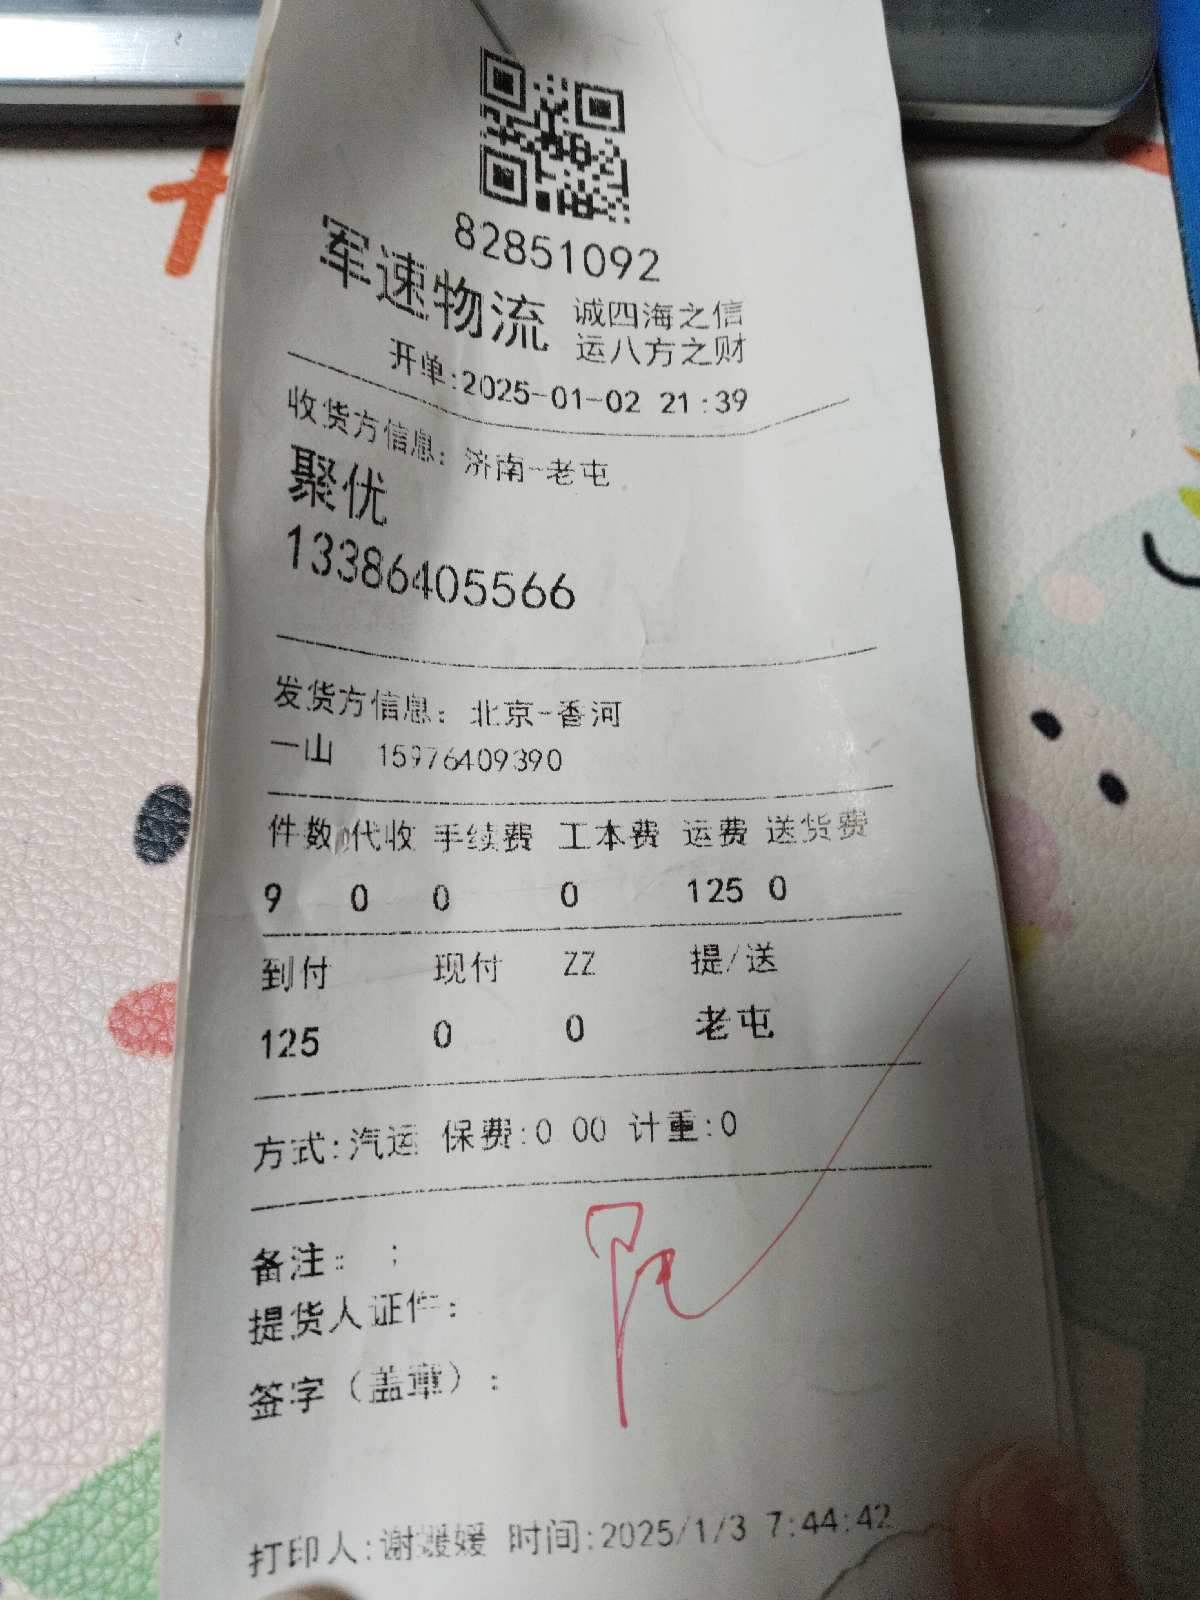 82851092
军速物流 诚四海之信
运八方之财
开单:2025-01-02 21:39
收货方信息: 济南-老屯
聚优
13386405566
发货方信息: 北京-香河
一山 15976409390
件数 代收 手续费 工本费 运费 送货费
9 0 0 0 125 0
到付 现付 ZZ 提/送
125 0 0 老屯
方式:汽运 保费:0 00 计重:0
备注: ;
提货人证件:
签字（盖章）:
打印人:谢媛媛 时间:2025/1/3 7:44:42